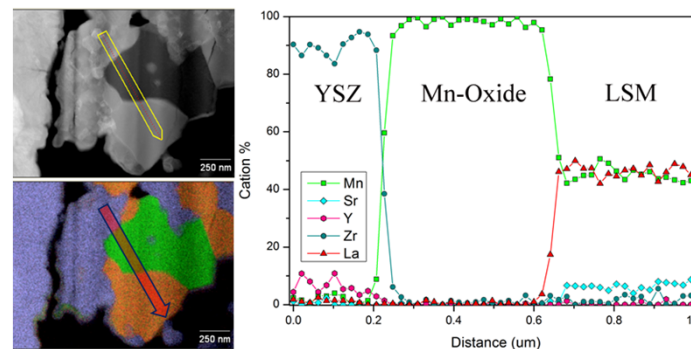 250 nm
250 nm
Cation %
100
80
60
40
20
0
YSZ
Mn-Oxide
LSM
Mn
Sr
Y
Zr
La
0.0
0.2
0.4
0.6
0.8
Distance (um)